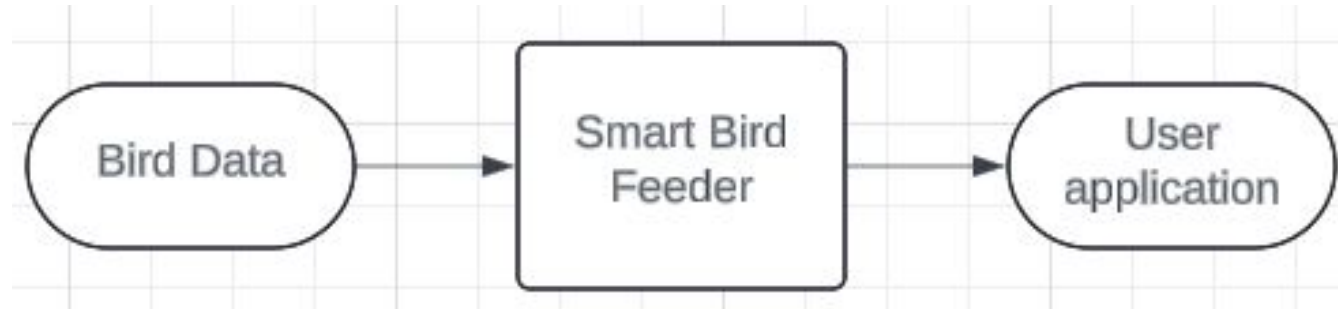 Bird Data
Smart Bird
Feeder
User
application